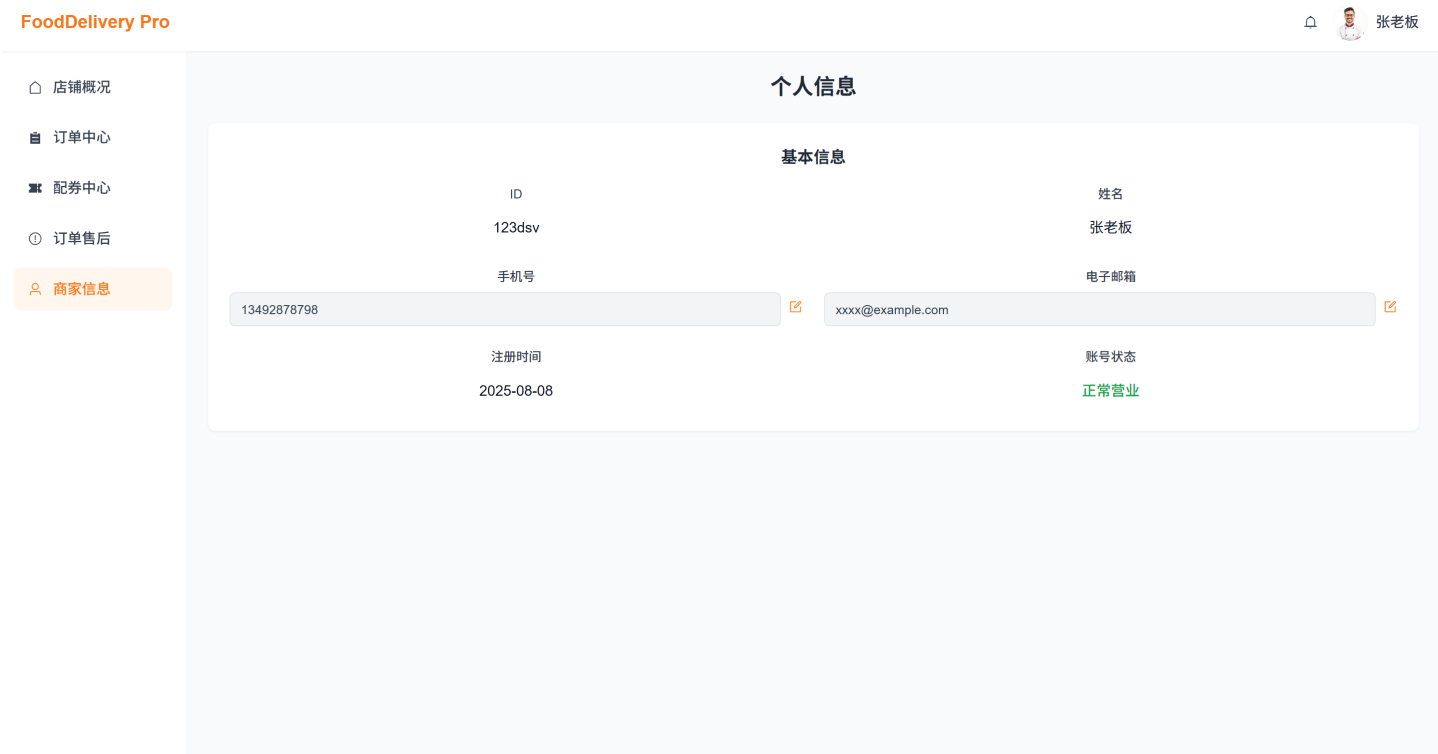 FoodDelivery Pro
张老板
店铺概况
订单中心
配券中心
订单售后
商家信息
个人信息
基本信息
ID
姓名
123dsv
张老板
手机号
电子邮箱
13492878798
xxxx@example.com
注册时间
账号状态
2025-08-08
正常营业